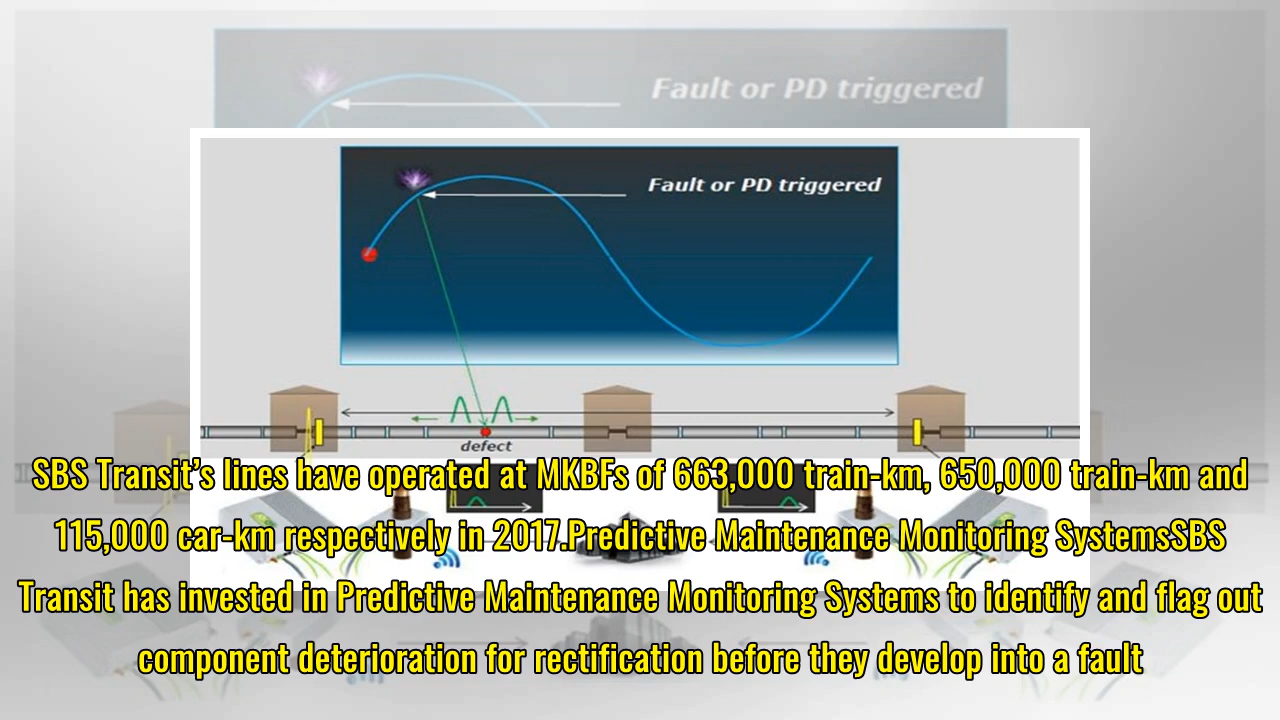 Fault or PD triggered
Fault or PD triggered
defect
SBS Transit's lines have operated at MKBFs of 663,000 train-km, 650,000 train-km and
115,000 car-km respectively in 2017.Predictive Maintenance Monitoring SystemsSBS
Transit has invested in Predictive Maintenance Monitoring Systems to identify and flag out
component deterioration for rectification before they develop into a fault